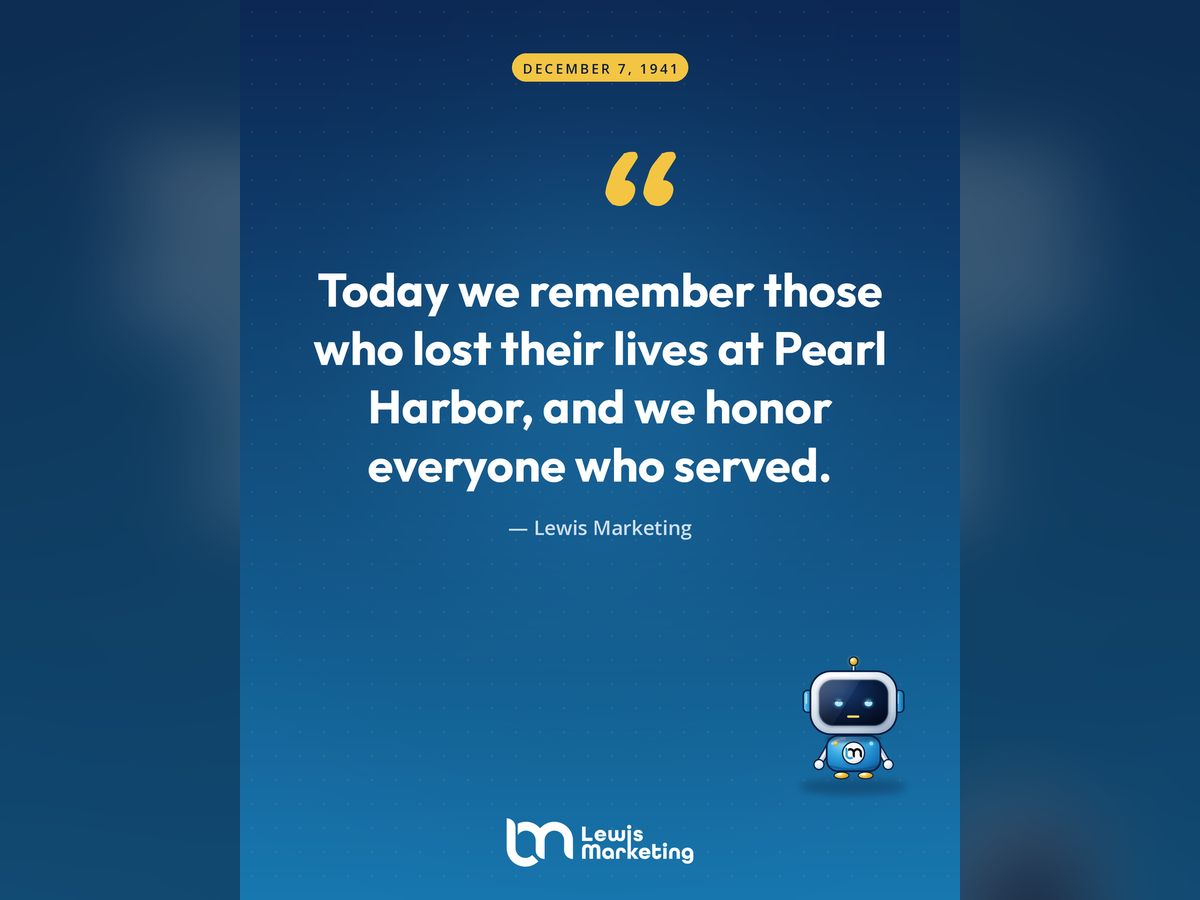 DECEMBER 7, 1941
“
Today we remember those
who lost their lives at Pearl
Harbor, and we honor
everyone who served.
— Lewis Marketing
m
lm Lewis
Marketing